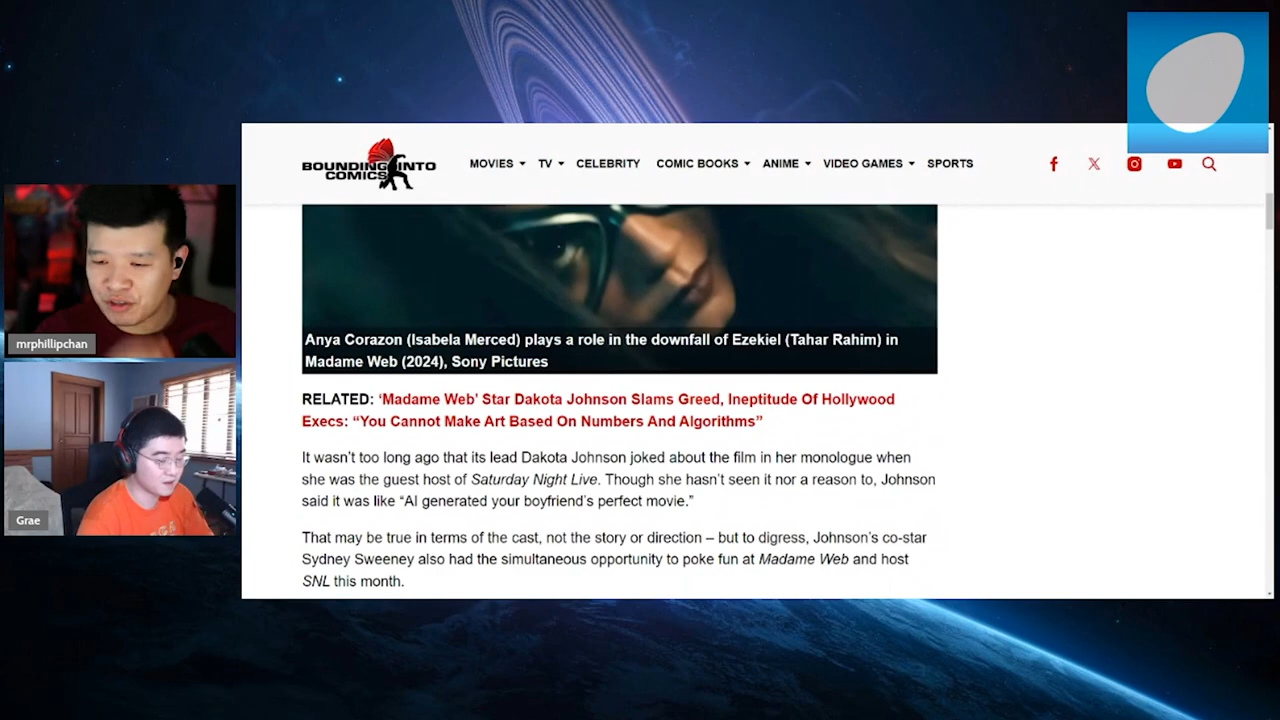 BOUNDING INTO
COMICS
MOVIES TV CELEBRITY COMIC BOOKS ANIME VIDEO GAMES SPORTS
mrphillipchan
Grae
Anya Corazon (Isabela Merced) plays a role in the downfall of Ezekiel (Tahar Rahim) in
Madame Web (2024), Sony Pictures
RELATED: ‘Madame Web’ Star Dakota Johnson Slams Greed, Ineptitude Of Hollywood
Execs: “You Cannot Make Art Based On Numbers And Algorithms”
It wasn’t too long ago that its lead Dakota Johnson joked about the film in her monologue when
she was the guest host of Saturday Night Live. Though she hasn’t seen it nor a reason to, Johnson
said it was like “AI generated your boyfriend’s perfect movie.”
That may be true in terms of the cast, not the story or direction – but to digress, Johnson’s co-star
Sydney Sweeney also had the simultaneous opportunity to poke fun at Madame Web and host
SNL this month.